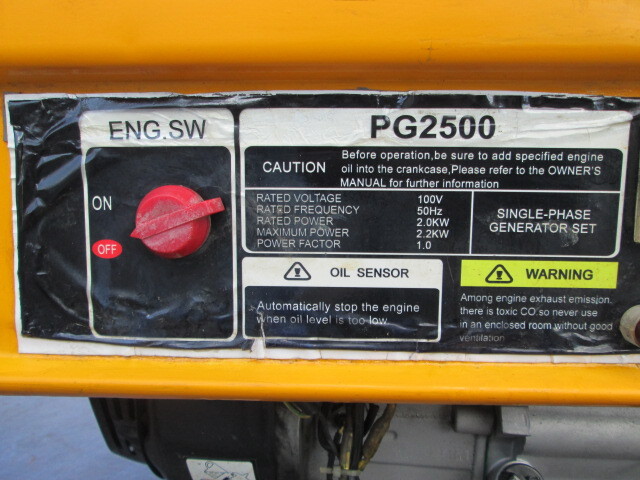 ENG.SW
ON
OFF
PG2500
CAUTION
Before operation,be sure to add specified engine
oil into the crankcase,Please refer to the OWNER'S
MANUAL for further information
RATED VOLTAGE 100V
RATED FREQUENCY 50Hz
RATED POWER 2.0KW
MAXIMUM POWER 2.2KW
POWER FACTOR 1.0
SINGLE-PHASE
GENERATOR SET
OIL SENSOR
Automatically stop the engine
when oil level is too low
WARNING
Among engine exhaust emission,
there is toxic CO so never use
in an enclosed room without good
ventilation